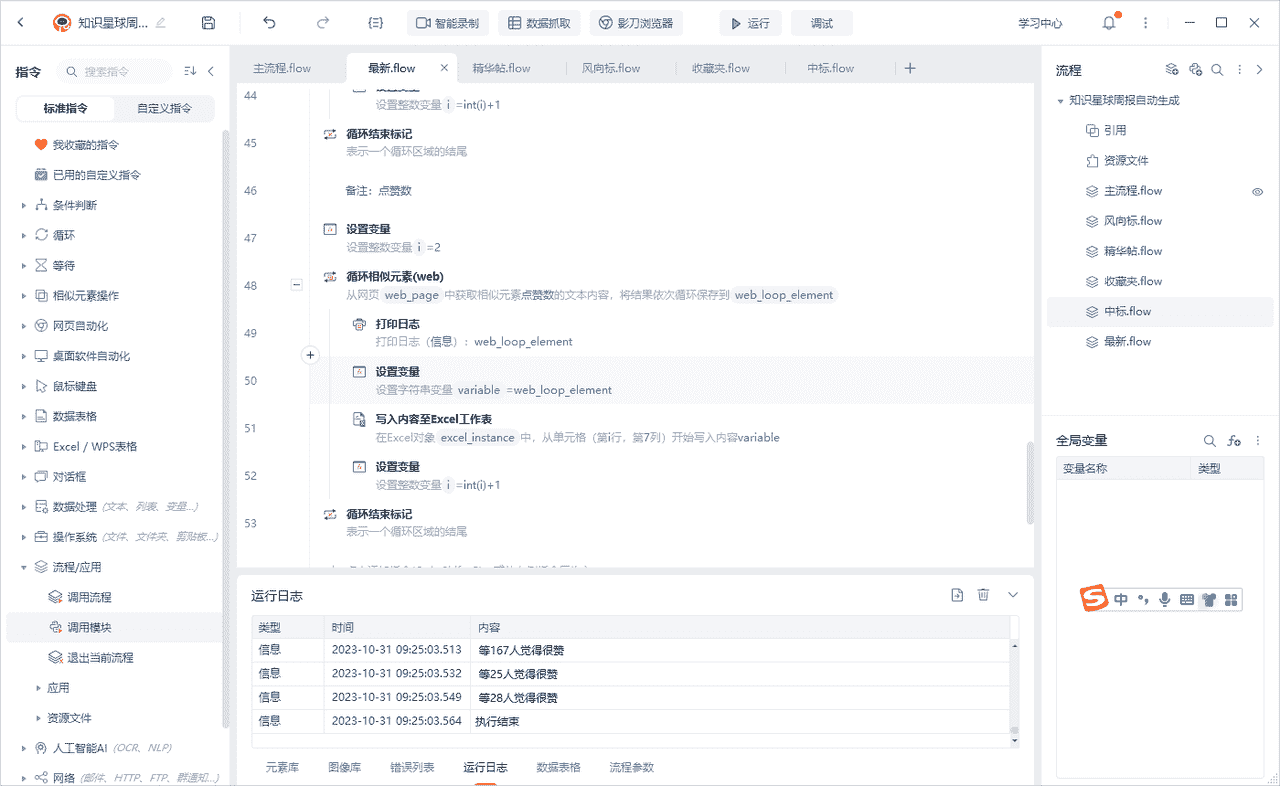 知识星球周...
智能录制
数据抓取
影刀浏览器
运行
调试
学习中心
指令
搜索指令
标准指令
自定义指令
我收藏的指令
已用的自定义指令
条件判断
循环
等待
相似元素操作
网页自动化
桌面软件自动化
鼠标键盘
数据表格
Excel / WPS表格
对话框
数据处理 (文本、列表、变量...)
操作系统 (文件、文件夹、剪贴板...)
流程/应用
调用流程
调用模块
退出当前流程
应用
资源文件
人工智能AI (OCR、NLP)
网络 (邮件、HTTP、FTP、群通知...)
主流程.flow
最新.flow
精华帖.flow
风向标.flow
收藏夹.flow
中标.flow
44
设置整数变量 i =int(i)+1
45
循环结束标记
表示一个循环区域的结尾
46
备注：点赞数
47
设置变量
设置整数变量 i =2
48
循环相似元素(web)
从网页 web_page 中获取相似元素点赞数的文本内容，将结果依次循环保存到 web_loop_element
49
打印日志
打印日志（信息）：web_loop_element
50
设置变量
设置字符串变量 variable =web_loop_element
51
写入内容至Excel工作表
在Excel对象 excel_instance 中，从单元格（第i行，第7列）开始写入内容variable
52
设置变量
设置整数变量 i =int(i)+1
53
循环结束标记
表示一个循环区域的结尾
运行日志
类型 时间 内容
信息 2023-10-31 09:25:03.513 等167人觉得很赞
信息 2023-10-31 09:25:03.532 等25人觉得很赞
信息 2023-10-31 09:25:03.549 等28人觉得很赞
信息 2023-10-31 09:25:03.564 执行结束
元素库
图像库
错误列表
运行日志
数据表格
流程参数
流程
知识星球周报自动生成
引用
资源文件
主流程.flow
风向标.flow
精华帖.flow
收藏夹.flow
中标.flow
最新.flow
全局变量
变量名称 类型
中